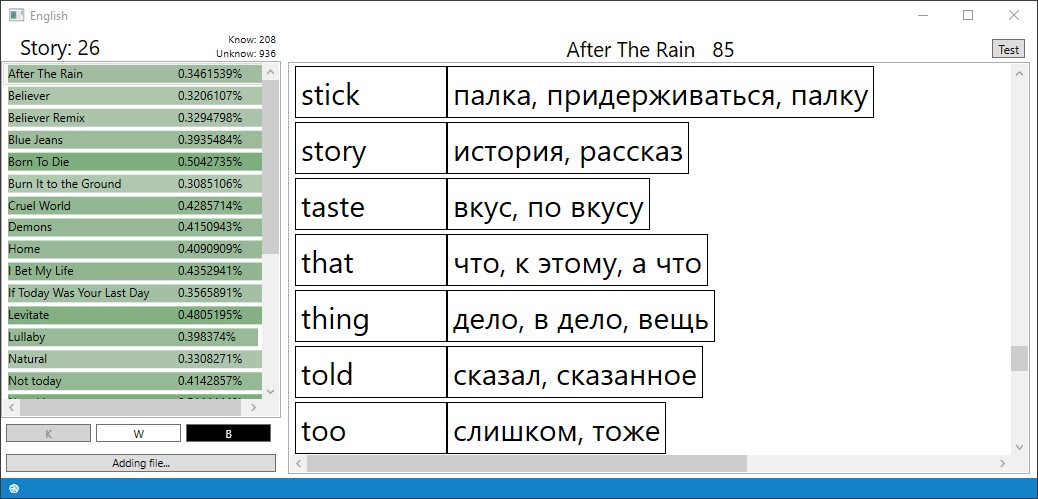 English
Story: 26
Know: 208
Unknow: 936
After The Rain 85
Test
After The Rain 0.3461539%
Believer 0.3206107%
Believer Remix 0.3294798%
Blue Jeans 0.3935484%
Born To Die 0.5042735%
Burn It to the Ground 0.3085106%
Cruel World 0.4285714%
Demons 0.4150943%
Home 0.4090909%
I Bet My Life 0.4352941%
If Today Was Your Last Day 0.3565891%
Levitate 0.4805195%
Lullaby 0.398374%
Natural 0.3308271%
Not today 0.4142857%
K W B
Adding file...
stick палка, придерживаться, палку
story история, рассказ
taste вкус, по вкусу
that что, к этому, а что
thing дело, в дело, вещь
told сказал, сказанное
too слишком, тоже